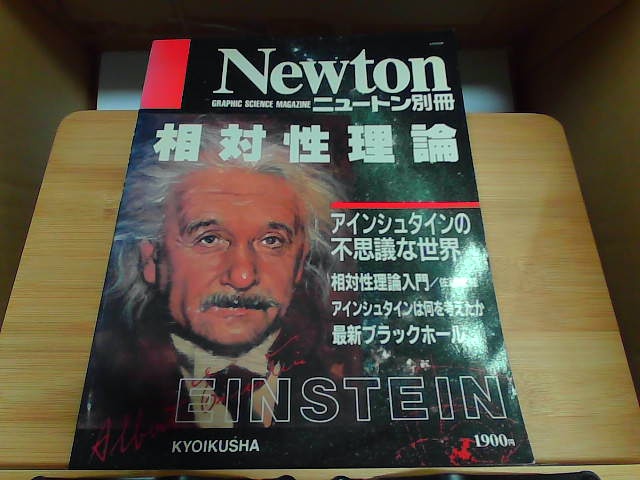 Newton
GRAPHIC SCIENCE MAGAZINE ニュートン別冊
相対性理論
アインシュタインの
不思議な世界
相対性理論入門/佐
アインシュタインは何を考えたか
最新ブラックホール
EINSTEIN
Albert Einstein
KYOIKUSHA
1900円